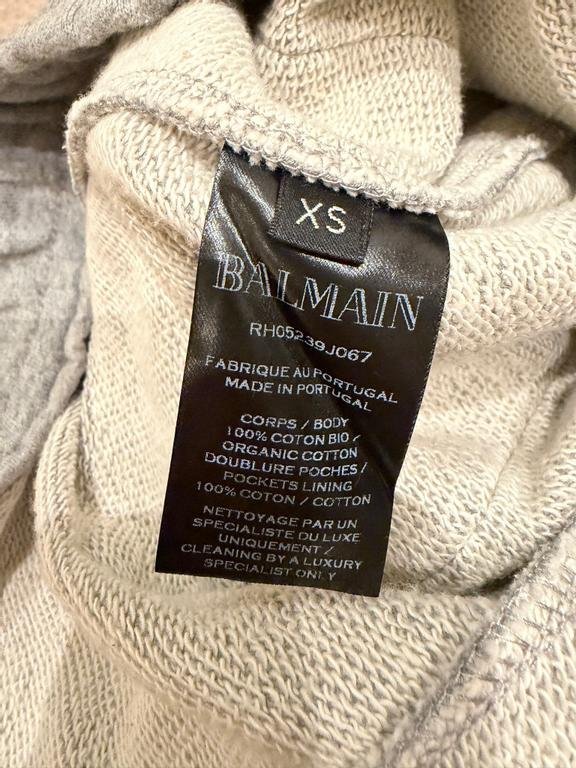 XS
BALMAIN
RH05239J067
FABRIQUE AU PORTUGAL
MADE IN PORTUGAL
CORPS / BODY
100% COTON BIO /
ORGANIC COTTON
DOUBLURE POCHES /
POCKETS LINING
100% COTON / COTTON
NETTOYAGE PAR UN
SPECIALISTE DU LUXE
UNIQUEMENT /
CLEANING BY A LUXURY
SPECIALIST ONLY